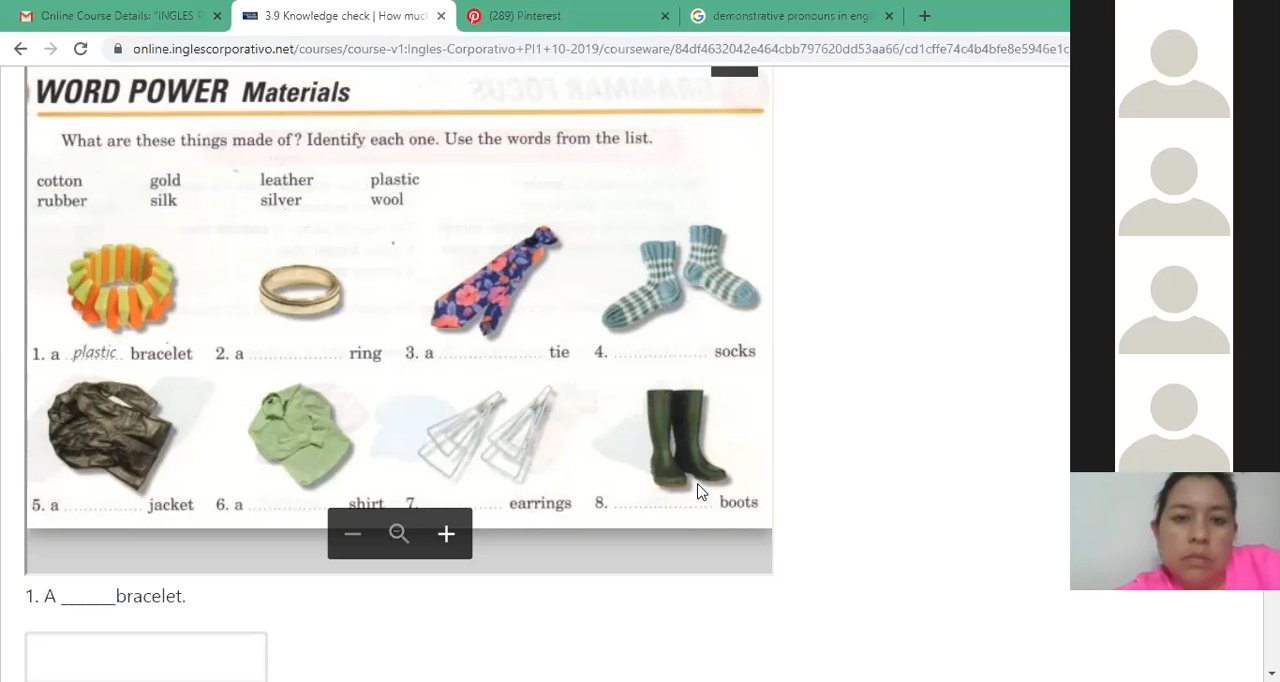 Online Course Details: "INGLES P
3.9 Knowledge check | How muc
(289) Pinterest
demonstrative pronouns in engl
online.inglescorporativo.net/courses/course-v1:Ingles-Corporativo+PI1+10-2019/courseware/84df4632042e464cbb797620dd53aa66/cd1cffe74c4b4bfe8e5946e1c
WORD POWER Materials
What are these things made of? Identify each one. Use the words from the list.
cotton gold leather plastic
rubber silk silver wool
1. a ..plastic.. bracelet 2. a ................ ring 3. a ................ tie 4. ................ socks
5. a ................ jacket 6. a ................ shirt 7. ................ earrings 8. ................ boots
1. A ______bracelet.